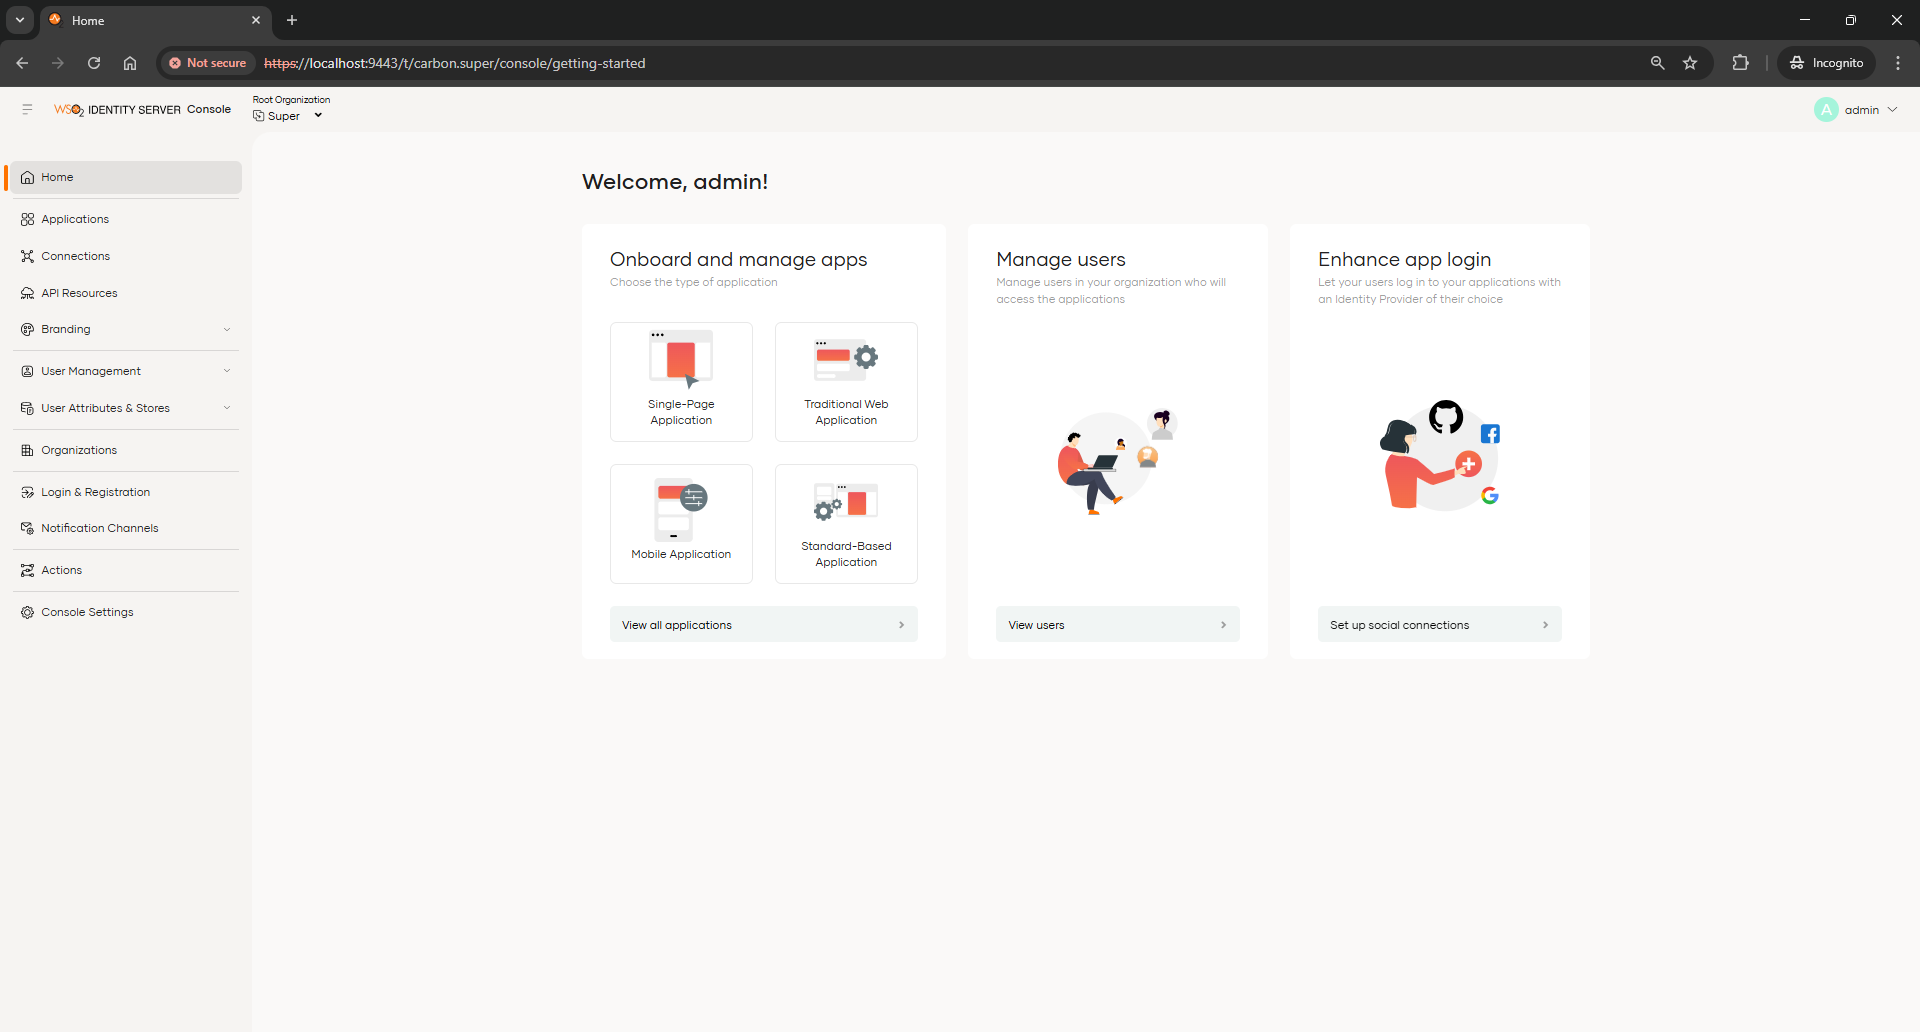 Home
Not secure
https://localhost:9443/t/carbon.super/console/getting-started
Incognito
WSO2 IDENTITY SERVER Console
Root Organization
Super
A admin
Home
Applications
Connections
API Resources
Branding
User Management
User Attributes & Stores
Organizations
Login & Registration
Notification Channels
Actions
Console Settings
Welcome, admin!
Onboard and manage apps
Choose the type of application
Single-Page
Application
Traditional Web
Application
Mobile Application
Standard-Based
Application
View all applications
Manage users
Manage users in your organization who will
access the applications
View users
Enhance app login
Let your users log in to your applications with
an Identity Provider of their choice
Set up social connections